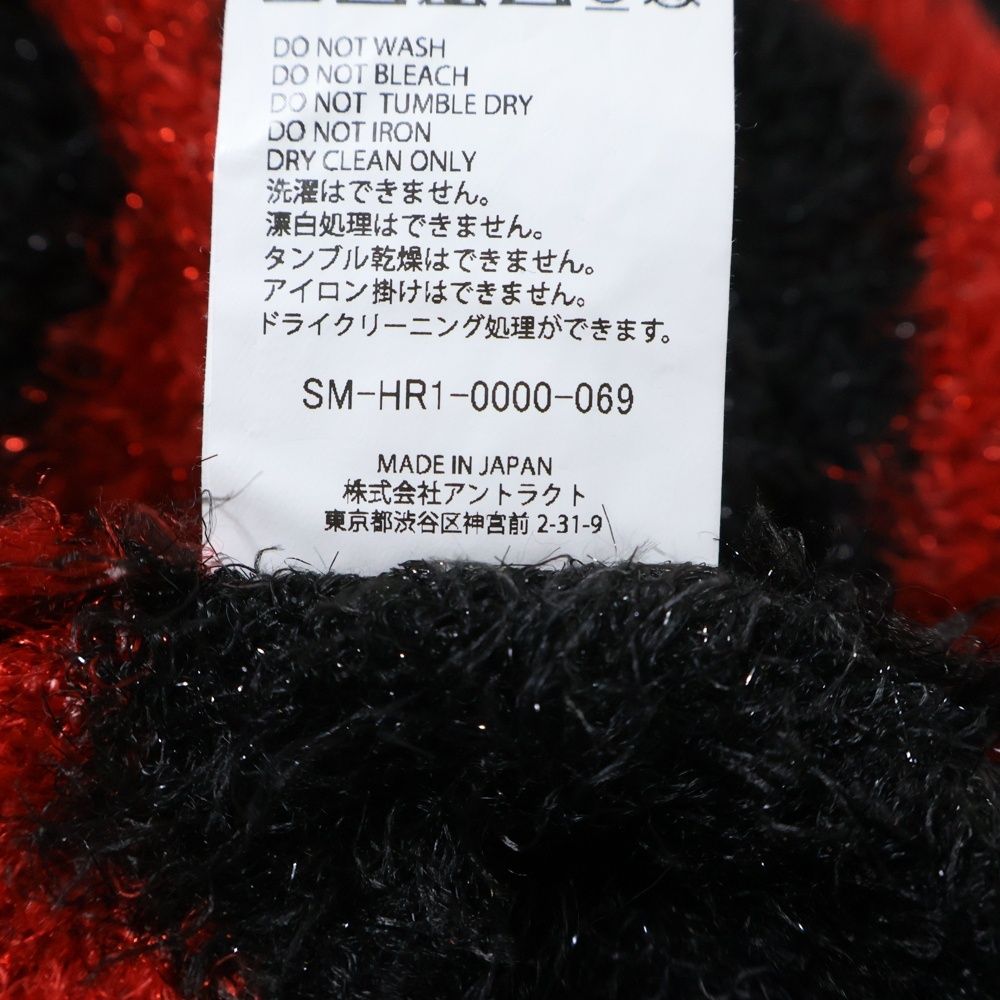 DO NOT WASH
DO NOT BLEACH
DO NOT TUMBLE DRY
DO NOT IRON
DRY CLEAN ONLY
洗濯はできません。
漂白処理はできません。
タンブル乾燥はできません。
アイロン掛けはできません。
ドライクリーニング処理ができます。
SM-HR1-0000-069
MADE IN JAPAN
株式会社アントラクト
東京都渋谷区神宮前 2-31-9